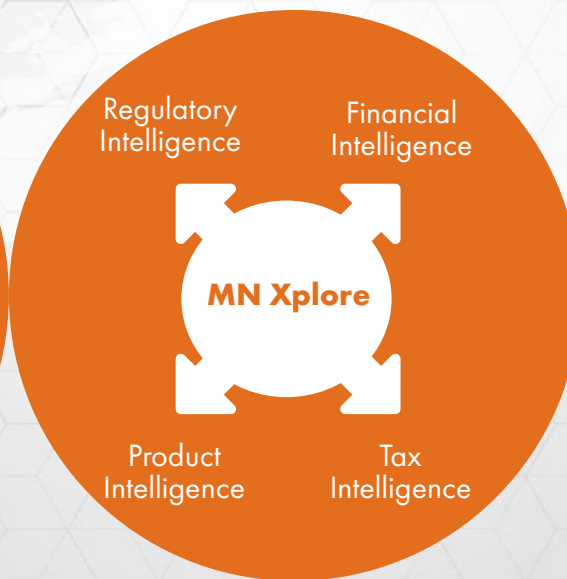 Regulatory
Intelligence
Financial
Intelligence
MN Xplore
Product
Intelligence
Tax
Intelligence